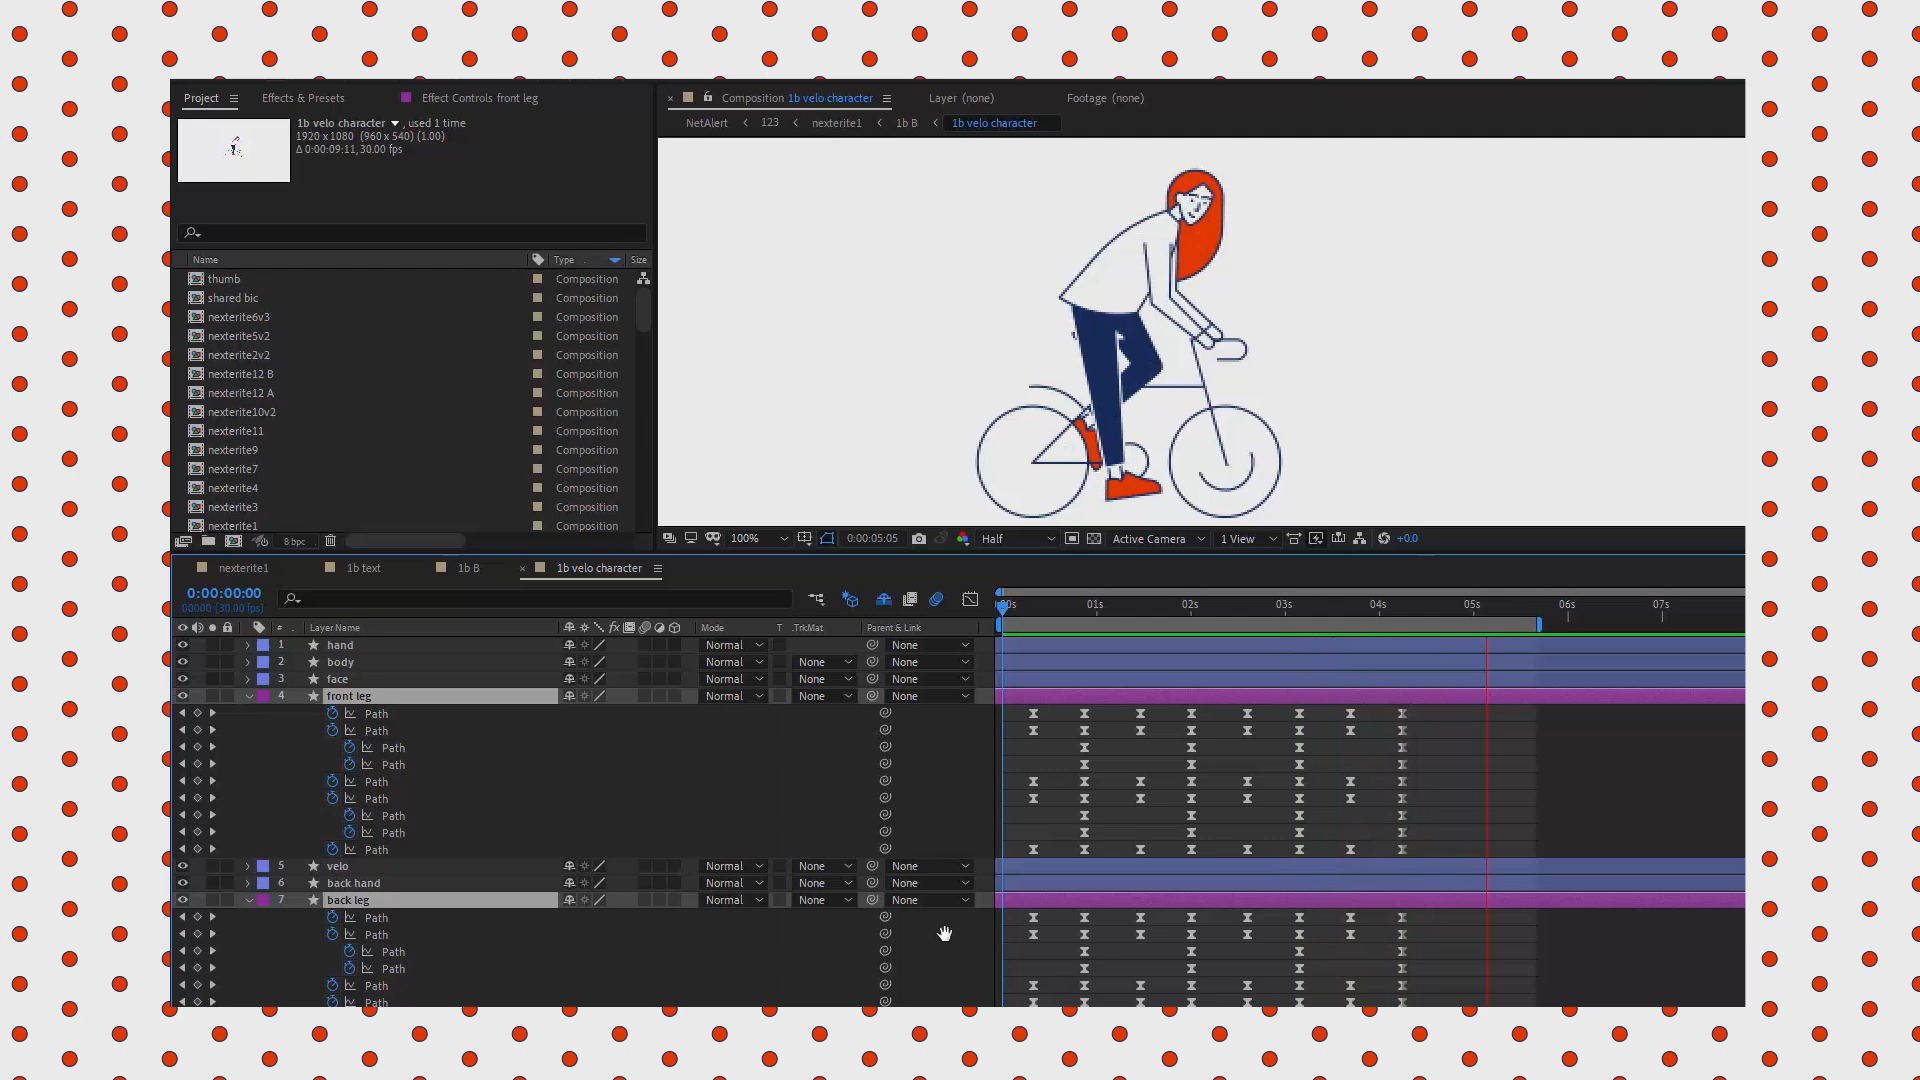 Project
Effects & Presets
Effect Controls front leg
1b velo character , used 1 time
1920 x 1080 (960 x 540) (1.00)
Δ 0:00:09:11, 30.00 fps
Name Type Size
thumb Composition
shared bic Composition
nexterite6v3 Composition
nexterite5v2 Composition
nexterite2v2 Composition
nexterite12 B Composition
nexterite12 A Composition
nexterite10v2 Composition
nexterite11 Composition
nexterite9 Composition
nexterite7 Composition
nexterite4 Composition
nexterite3 Composition
nexterite1 Composition
8 bpc
× Composition 1b velo character
Layer (none)
Footage (none)
NetAlert < 123 < nexterite1 < 1b B < 1b velo character
100% 0:00:05:05 Half Active Camera 1 View +0.0
nexterite1 1b text 1b B × 1b velo character
0:00:00:00
00000 (30.00 fps)
:00s 01s 02s 03s 04s 05s 06s 07s
# Layer Name fx Mode T .TrkMat Parent & Link
1 hand Normal None
2 body Normal None None
3 face Normal None None
4 front leg Normal None None
Path
Path
Path
Path
Path
Path
Path
Path
Path
5 velo Normal None None
6 back hand Normal None None
7 back leg Normal None None
Path
Path
Path
Path
Path
Path